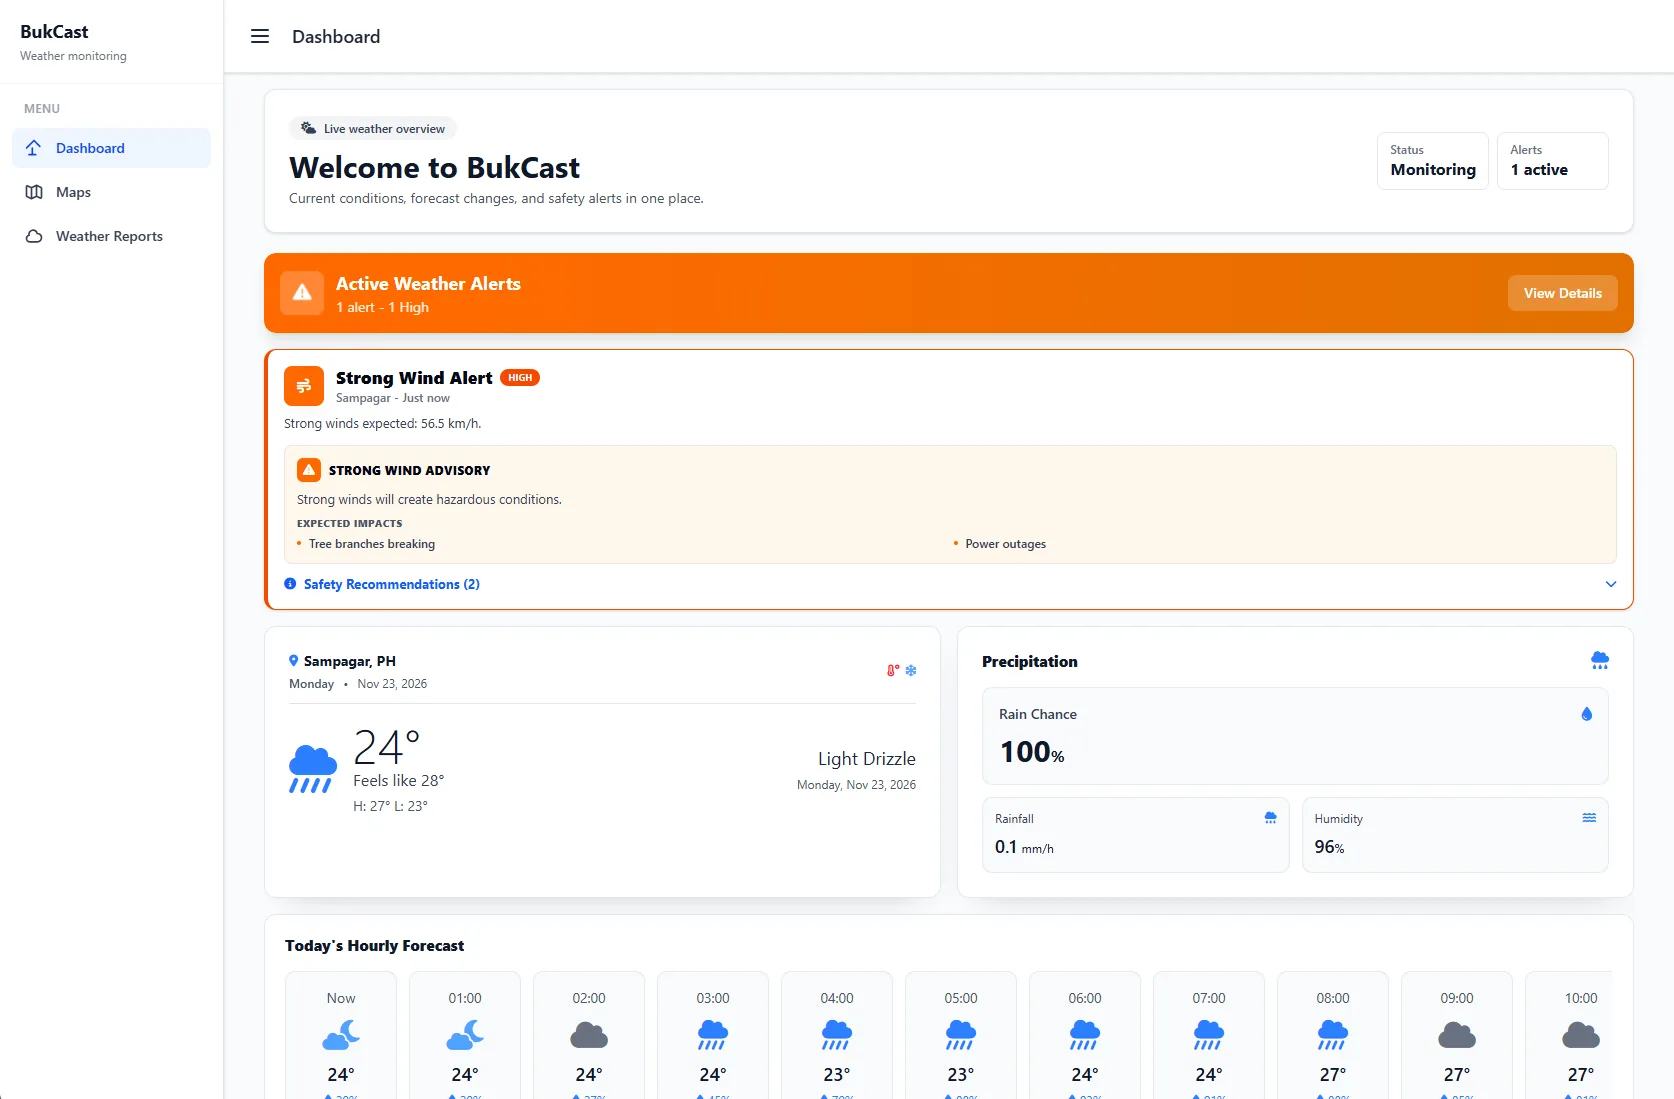 BukCast
Weather monitoring
MENU
Dashboard
Maps
Weather Reports
Dashboard
Live weather overview
Welcome to BukCast
Current conditions, forecast changes, and safety alerts in one place.
Status
Monitoring
Alerts
1 active
Active Weather Alerts
1 alert - 1 High
View Details
Strong Wind Alert HIGH
Sampagar - Just now
Strong winds expected: 56.5 km/h.
STRONG WIND ADVISORY
Strong winds will create hazardous conditions.
EXPECTED IMPACTS
• Tree branches breaking
• Power outages
Safety Recommendations (2)
Sampagar, PH
Monday • Nov 23, 2026
24°
Feels like 28°
H: 27° L: 23°
Light Drizzle
Monday, Nov 23, 2026
Precipitation
Rain Chance
100%
Rainfall
0.1 mm/h
Humidity
96%
Today's Hourly Forecast
Now 01:00 02:00 03:00 04:00 05:00 06:00 07:00 08:00 09:00 10:00
24° 24° 24° 24° 23° 23° 24° 24° 27° 27° 27°